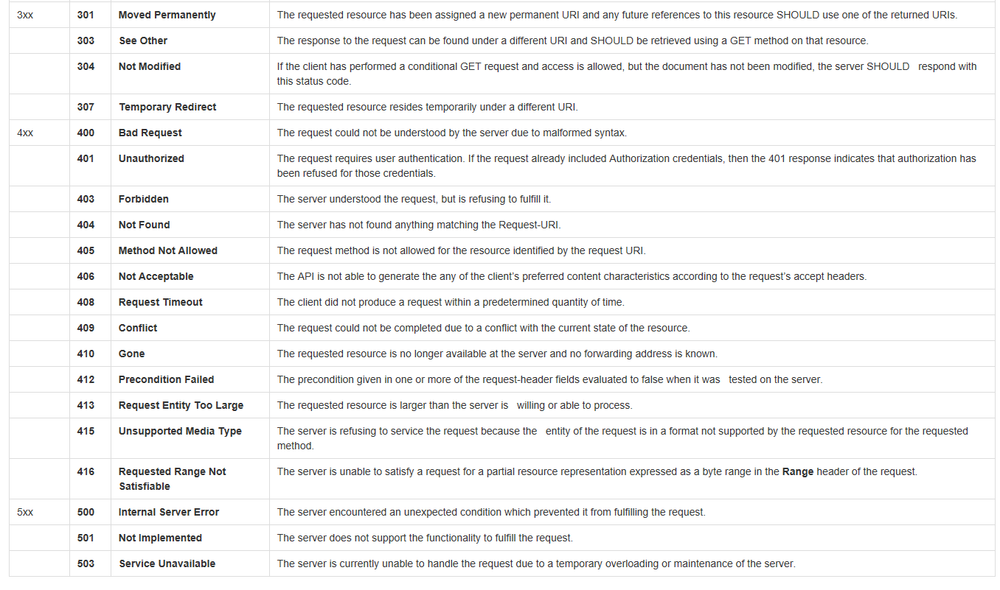 3xx 301 Moved Permanently The requested resource has been assigned a new permanent URI and any future references to this resource SHOULD use one of the returned URIs.
303 See Other The response to the request can be found under a different URI and SHOULD be retrieved using a GET method on that resource.
304 Not Modified If the client has performed a conditional GET request and access is allowed, but the document has not been modified, the server SHOULD respond with
this status code.
307 Temporary Redirect The requested resource resides temporarily under a different URI.
4xx 400 Bad Request The request could not be understood by the server due to malformed syntax.
401 Unauthorized The request requires user authentication. If the request already included Authorization credentials, then the 401 response indicates that authorization has
been refused for those credentials.
403 Forbidden The server understood the request, but is refusing to fulfill it.
404 Not Found The server has not found anything matching the Request-URI.
405 Method Not Allowed The request method is not allowed for the resource identified by the request URI.
406 Not Acceptable The API is not able to generate the any of the client’s preferred content characteristics according to the request’s accept headers.
408 Request Timeout The client did not produce a request within a predetermined quantity of time.
409 Conflict The request could not be completed due to a conflict with the current state of the resource.
410 Gone The requested resource is no longer available at the server and no forwarding address is known.
412 Precondition Failed The precondition given in one or more of the request-header fields evaluated to false when it was tested on the server.
413 Request Entity Too Large The requested resource is larger than the server is willing or able to process.
415 Unsupported Media Type The server is refusing to service the request because the entity of the request is in a format not supported by the requested resource for the requested
method.
416 Requested Range Not The server is unable to satisfy a request for a partial resource representation expressed as a byte range in the Range header of the request.
Satisfiable
5xx 500 Internal Server Error The server encountered an unexpected condition which prevented it from fulfilling the request.
501 Not Implemented The server does not support the functionality to fulfill the request.
503 Service Unavailable The server is currently unable to handle the request due to a temporary overloading or maintenance of the server.